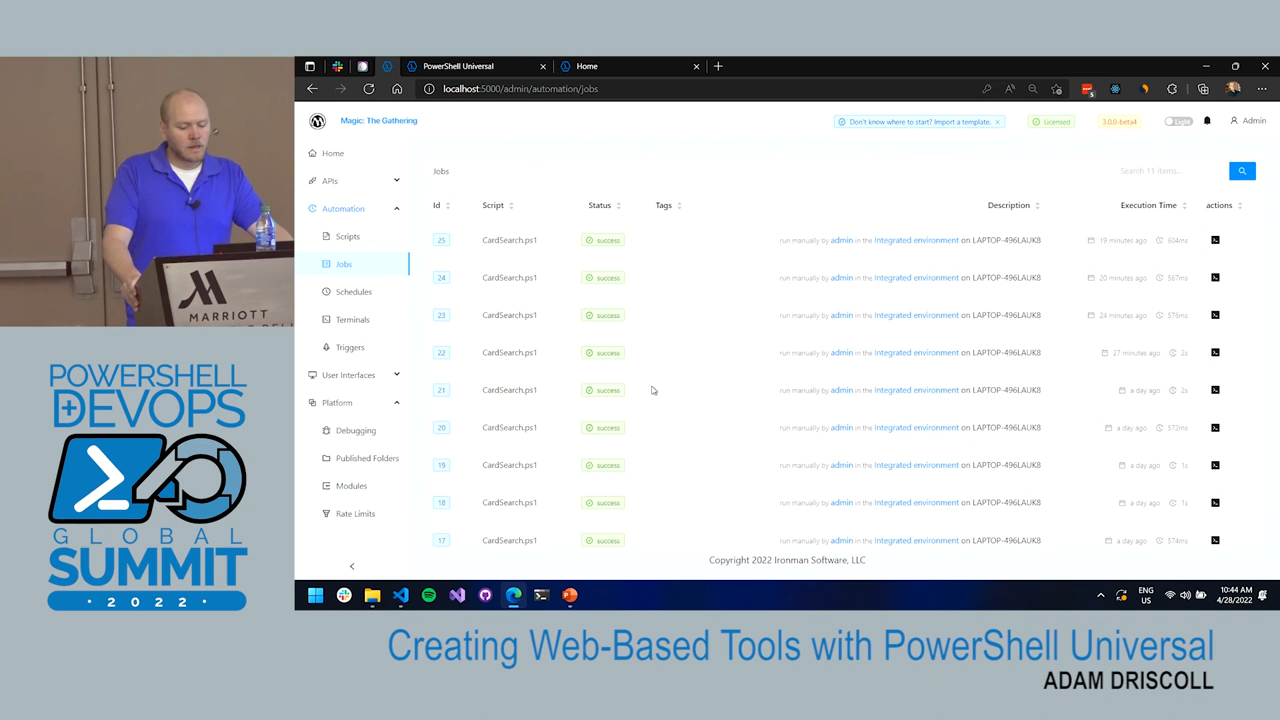 PowerShell Universal
Home
localhost:5000/admin/automation/jobs
Magic: The Gathering
Don't know where to start? Import a template.
Licensed
3.0.0-beta4
Light
Admin
Home
APIs
Automation
Scripts
Jobs
Schedules
Terminals
Triggers
User Interfaces
Platform
Debugging
Published Folders
Modules
Rate Limits
Jobs
Search 11 items...
Id Script Status Tags Description Execution Time actions
25 CardSearch.ps1 success run manually by admin in the Integrated environment on LAPTOP-496LAUK8 19 minutes ago 604ms
24 CardSearch.ps1 success run manually by admin in the Integrated environment on LAPTOP-496LAUK8 20 minutes ago 567ms
23 CardSearch.ps1 success run manually by admin in the Integrated environment on LAPTOP-496LAUK8 24 minutes ago 576ms
22 CardSearch.ps1 success run manually by admin in the Integrated environment on LAPTOP-496LAUK8 27 minutes ago 2s
21 CardSearch.ps1 success run manually by admin in the Integrated environment on LAPTOP-496LAUK8 a day ago 2s
20 CardSearch.ps1 success run manually by admin in the Integrated environment on LAPTOP-496LAUK8 a day ago 572ms
19 CardSearch.ps1 success run manually by admin in the Integrated environment on LAPTOP-496LAUK8 a day ago 1s
18 CardSearch.ps1 success run manually by admin in the Integrated environment on LAPTOP-496LAUK8 a day ago 1s
17 CardSearch.ps1 success run manually by admin in the Integrated environment on LAPTOP-496LAUK8 a day ago 574ms
Copyright 2022 Ironman Software, LLC
ENG
US
10:44 AM
4/28/2022
MARRIOTT
POWERSHELL
+DEVOPS
GLOBAL
SUMMIT
· 2022 ·
Creating Web-Based Tools with PowerShell Universal
ADAM DRISCOLL